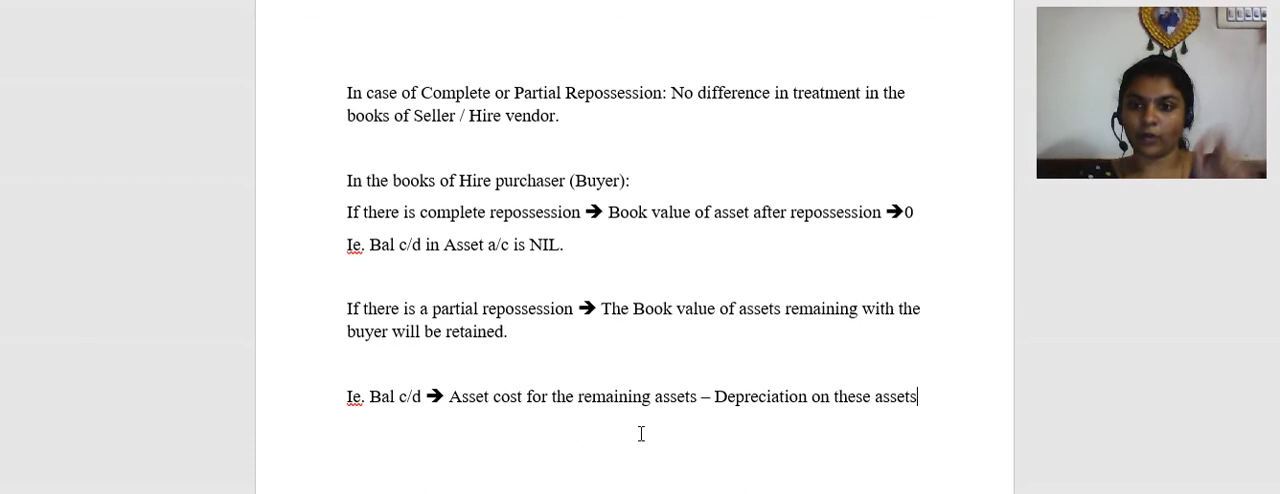 In case of Complete or Partial Repossession: No difference in treatment in the
books of Seller / Hire vendor.
In the books of Hire purchaser (Buyer):
If there is complete repossession ➔ Book value of asset after repossession ➔0
Ie. Bal c/d in Asset a/c is NIL.
If there is a partial repossession ➔ The Book value of assets remaining with the
buyer will be retained.
Ie. Bal c/d ➔ Asset cost for the remaining assets – Depreciation on these assets